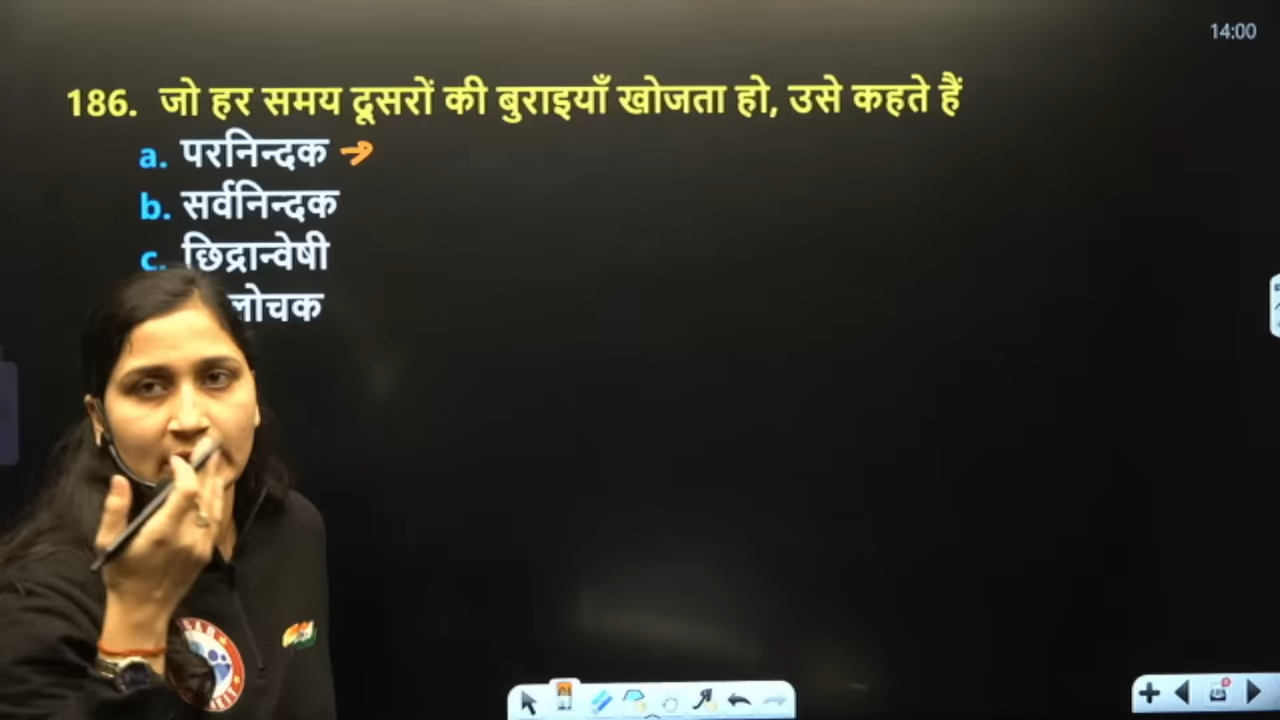 14:00
186. जो हर समय दूसरों की बुराइयाँ खोजता हो, उसे कहते हैं
a. परनिन्दक
b. सर्वनिन्दक
c. छिद्रान्वेषी
लोचक